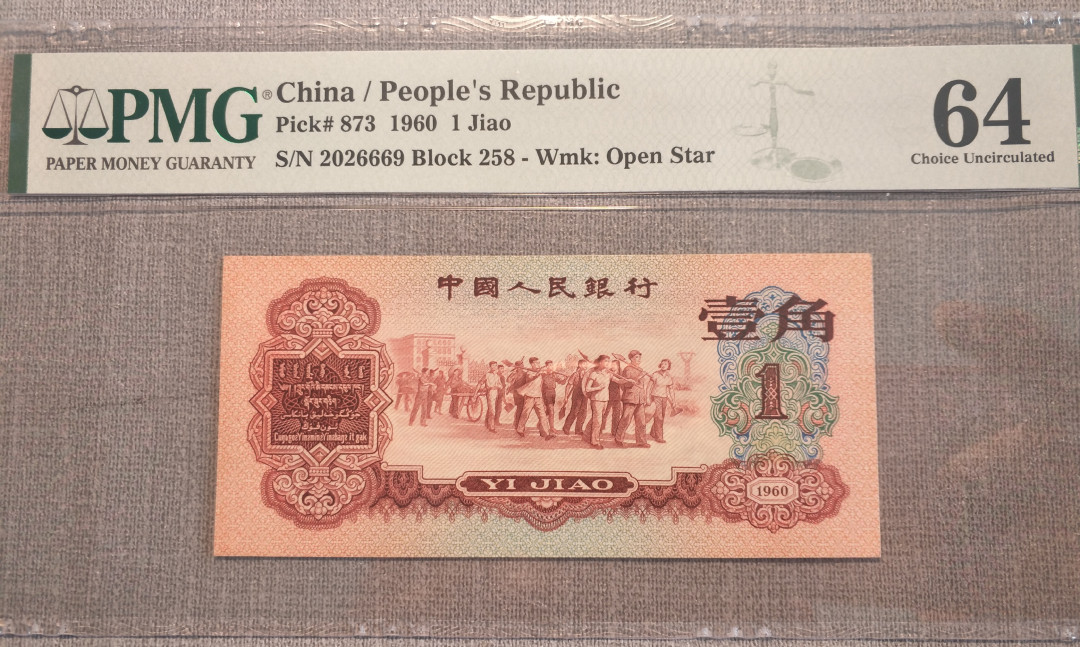 PMG®
PAPER MONEY GUARANTY
China / People's Republic
Pick# 873 1960 1 Jiao
S/N 2026669 Block 258 - Wmk: Open Star
64
Choice Uncirculated
中國人民銀行
壹角
1
YI JIAO
1960